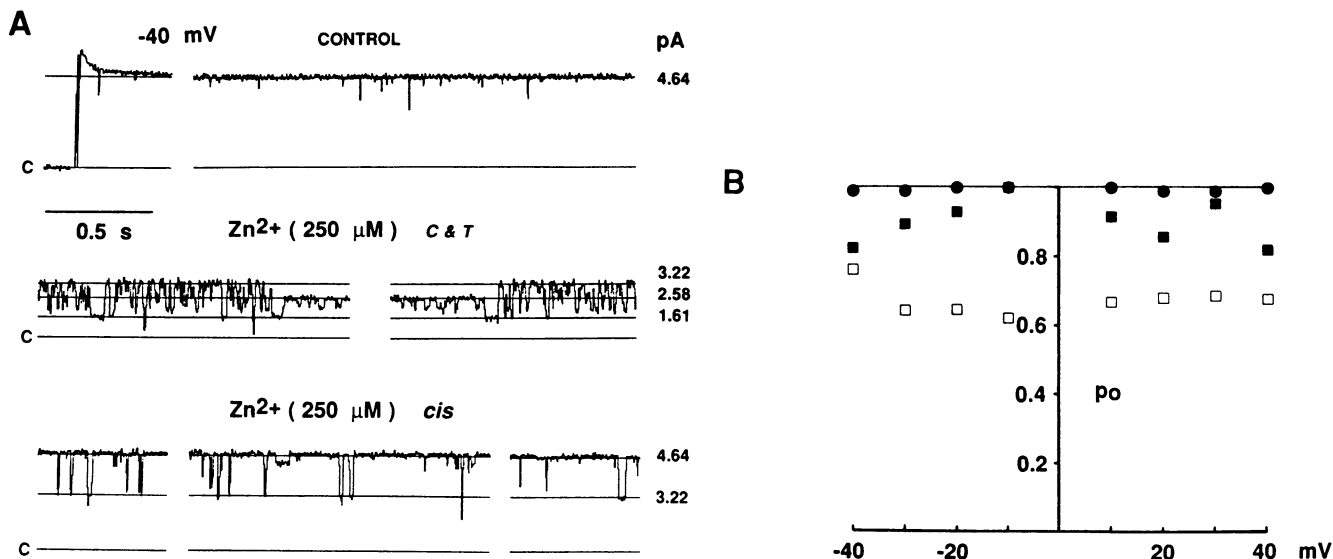 A
-40 mV CONTROL pA
4.64
C
0.5 s
Zn2+ ( 250 µM ) C & T
3.22
2.58
1.61
C
Zn2+ ( 250 µM ) cis
4.64
3.22
C
B
0.8
0.6
0.4
po
0.2
-40 -20 20 40 mV